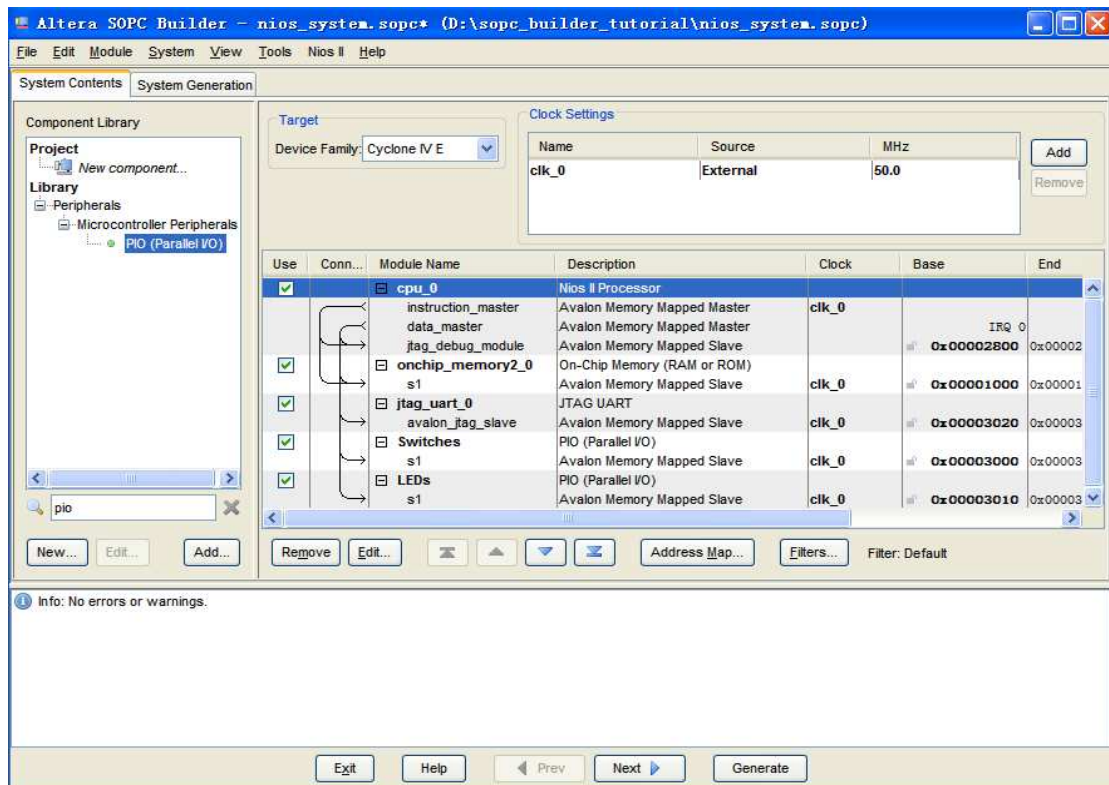 Altera SOPC Builder - nios_system.sopc* (D:\sopc_builder_tutorial\nios_system.sopc)
File Edit Module System View Tools Nios II Help
System Contents System Generation
Component Library
Project
New component...
Library
Peripherals
Microcontroller Peripherals
PIO (Parallel I/O)
pio
New... Edit... Add...
Target
Device Family: Cyclone IV E
Clock Settings
Name Source MHz
clk_0 External 50.0
Add
Remove
Use Conn... Module Name Description Clock Base End
cpu_0 Nios II Processor
instruction_master Avalon Memory Mapped Master clk_0
data_master Avalon Memory Mapped Master IRQ 0
jtag_debug_module Avalon Memory Mapped Slave 0x00002800 0x00002
onchip_memory2_0 On-Chip Memory (RAM or ROM)
s1 Avalon Memory Mapped Slave clk_0 0x00001000 0x00001
jtag_uart_0 JTAG UART
avalon_jtag_slave Avalon Memory Mapped Slave clk_0 0x00003020 0x00003
Switches PIO (Parallel I/O)
s1 Avalon Memory Mapped Slave clk_0 0x00003000 0x00003
LEDs PIO (Parallel I/O)
s1 Avalon Memory Mapped Slave clk_0 0x00003010 0x00003
Remove Edit... Address Map... Filters... Filter: Default
Info: No errors or warnings.
Exit Help Prev Next Generate